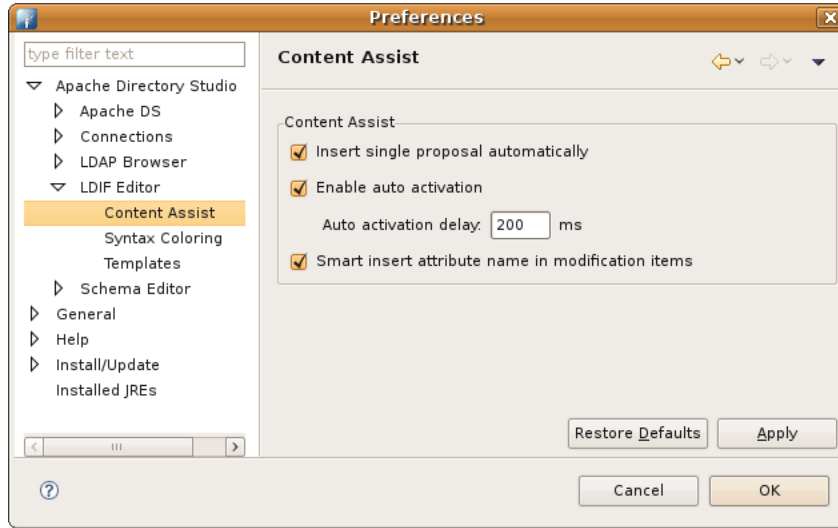 Preferences
type filter text
Apache Directory Studio
Apache DS
Connections
LDAP Browser
LDIF Editor
Content Assist
Syntax Coloring
Templates
Schema Editor
General
Help
Install/Update
Installed JREs
Content Assist
Content Assist
Insert single proposal automatically
Enable auto activation
Auto activation delay: 200 ms
Smart insert attribute name in modification items
Restore Defaults Apply
Cancel OK